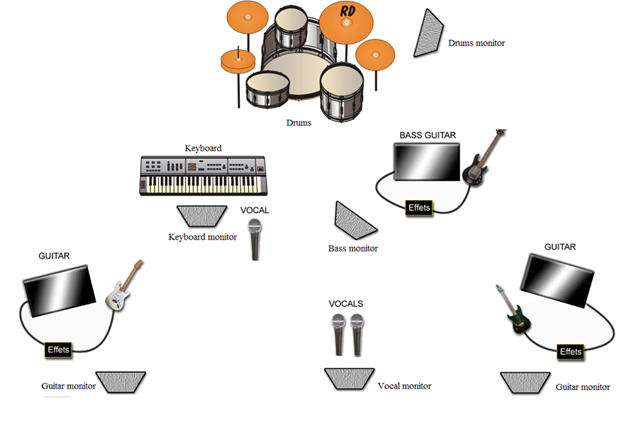 RD
Drums monitor
Drums
BASS GUITAR
Keyboard
Effets
VOCAL
Keyboard monitor
Bass monitor
GUITAR
GUITAR
VOCALS
Effets
Effets
Guitar monitor
Vocal monitor
Guitar monitor